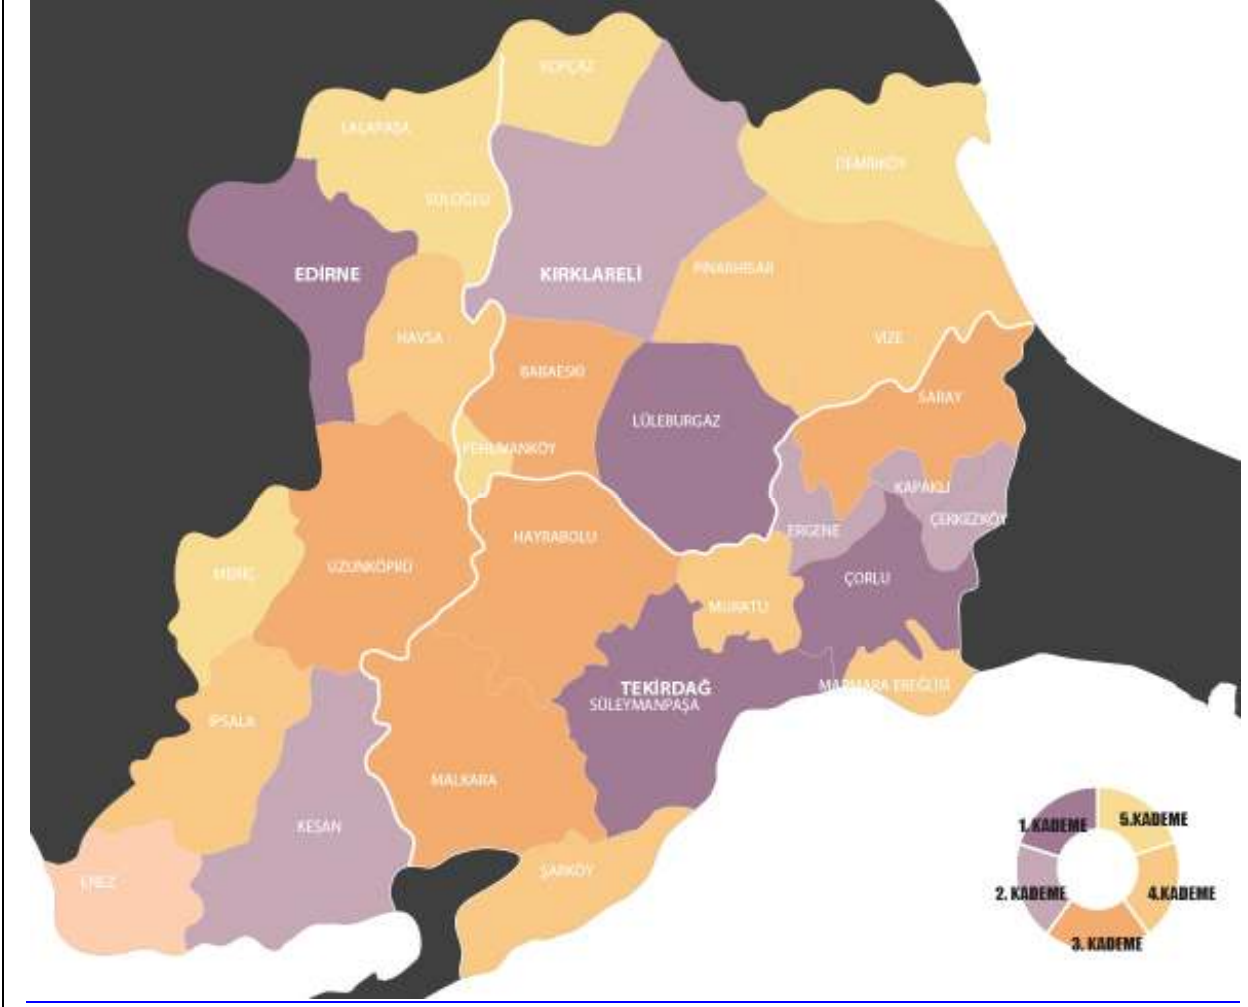 KOFÇAZ
LALAPAŞA
DEMİRKÖY
SÜLOĞLU
EDİRNE
KIRKLARELİ
PINARHİSAR
HAVSA
VİZE
BABAESKİ
SARAY
LÜLEBURGAZ
PEHLİVANKÖY
KAPAKLI
ÇERKEZKÖY
ERGENE
HAYRABOLU
UZUNKÖPRÜ
MERİÇ
ÇORLU
MURATLI
TEKİRDAĞ
SÜLEYMANPAŞA
MARMARA EREĞLİSİ
İPSALA
MALKARA
KEŞAN
ŞARKÖY
ENEZ
1. KADEME
5.KADEME
2. KADEME
4.KADEME
3. KADEME